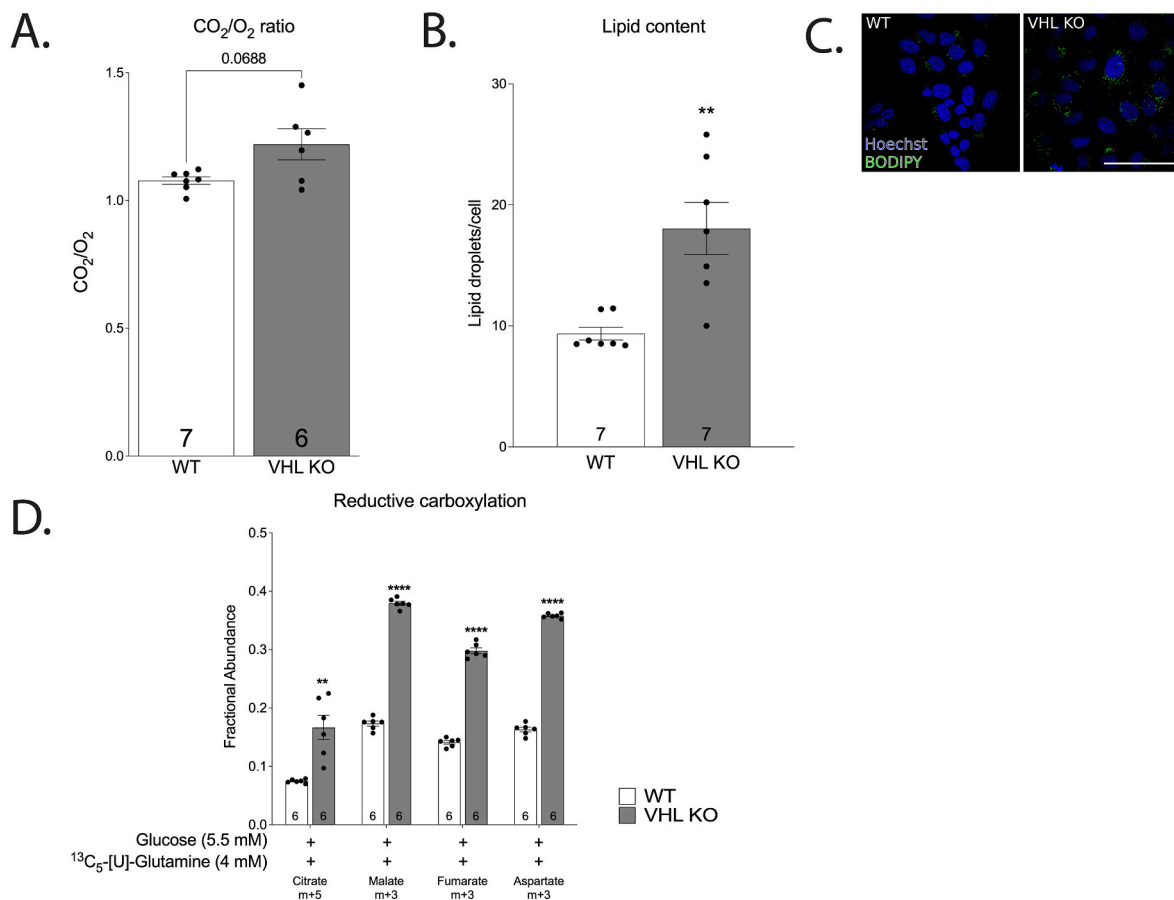 A.
CO₂/O₂ ratio
0.0688
1.5
1.0
0.5
0.0
CO₂/O₂
7
6
WT
VHL KO
B.
Lipid content
30
20
10
0
Lipid droplets/cell
**
7
7
WT
VHL KO
C.
WT
VHL KO
Hoechst
BODIPY
D.
Reductive carboxylation
0.5
0.4
0.3
0.2
0.1
0.0
Fractional Abundance
**
****
****
****
6 6 6 6 6 6 6 6
WT
VHL KO
Glucose (5.5 mM) + + + +
¹³C₅-[U]-Glutamine (4 mM) + + + +
Citrate Malate Fumarate Aspartate
m+5 m+3 m+3 m+3